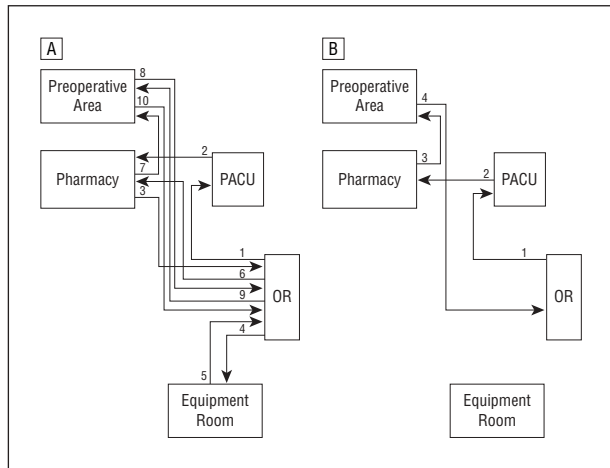 A
Preoperative
Area
8
10
Pharmacy
7
3
2
PACU
1
6
9
4
OR
5
Equipment
Room
B
Preoperative
Area
4
Pharmacy
3
2
PACU
1
OR
Equipment
Room